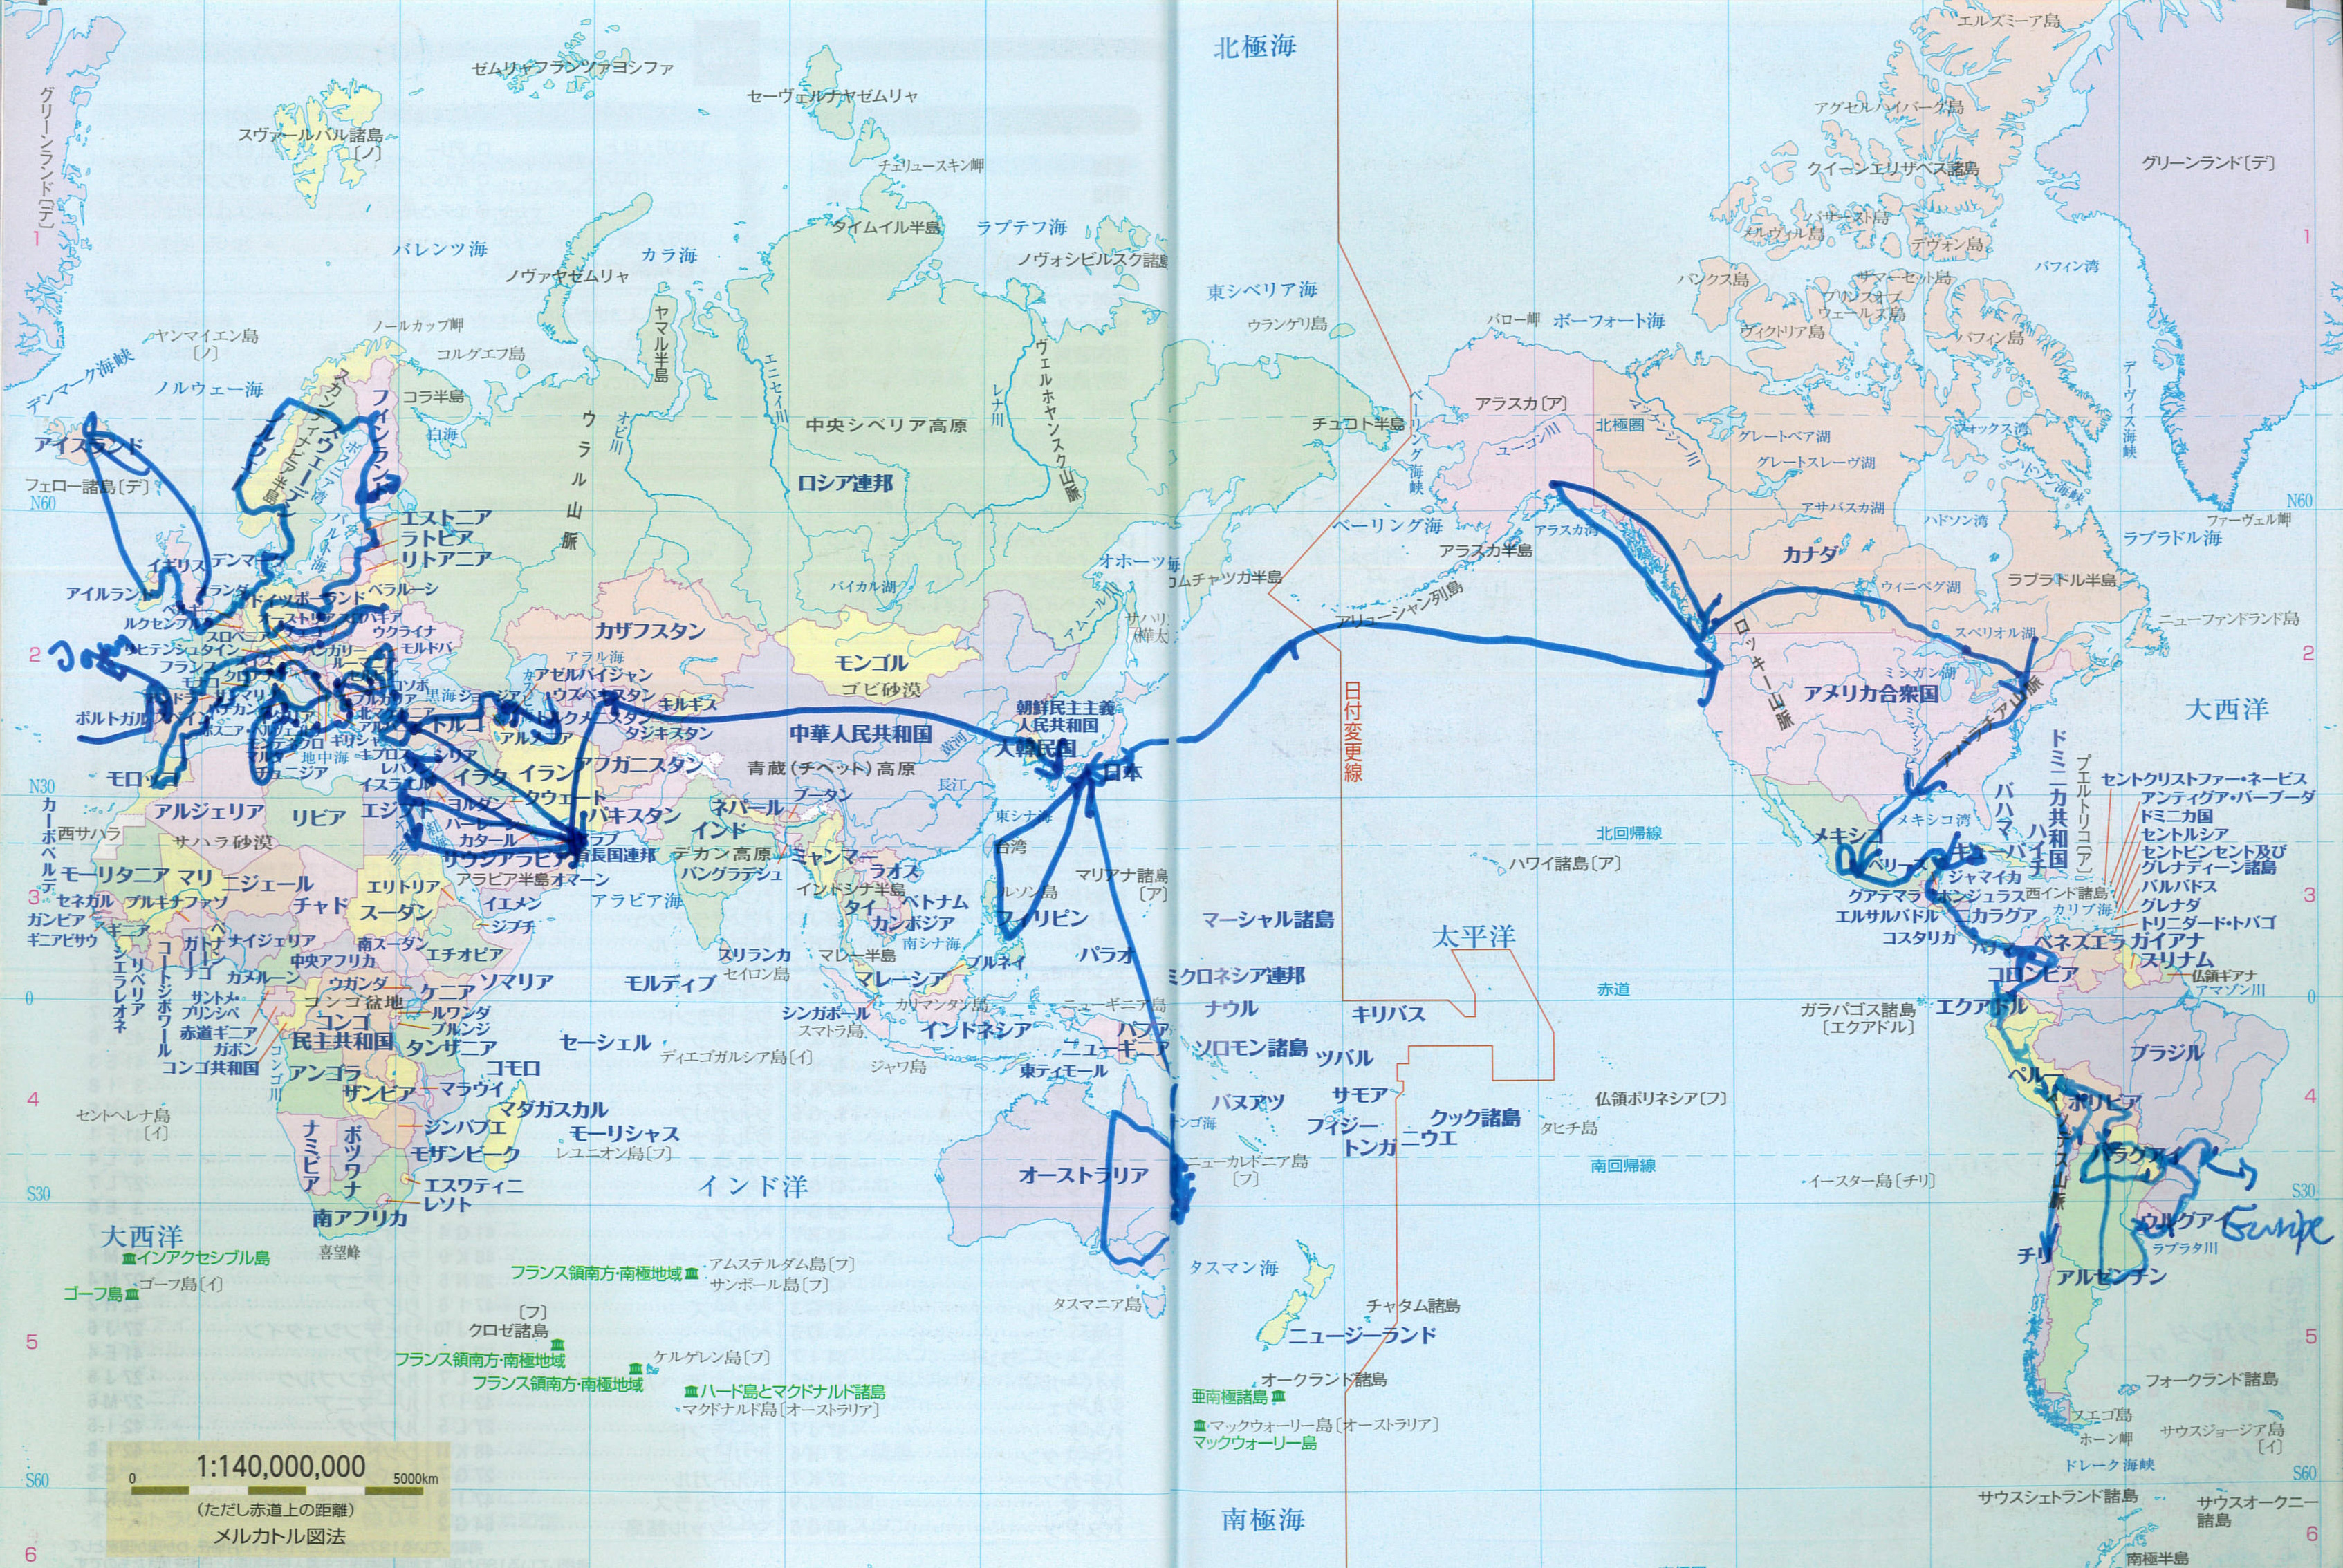 北極海
エルズミーア島
ゼムリャフランツァヨシファ
セーヴェルナヤゼムリャ
グリーンランド〔デ〕
アクセルハイバーグ島
スヴァールバル諸島
〔ノ〕
チェリュースキン岬
クイーンエリザベス諸島
グリーンランド〔デ〕
1
バレンツ海
カラ海
タイムイル半島
ラプテフ海
バサースト島
メルヴィル島
デヴォン島
1
ノヴァヤゼムリャ
ノヴォシビルスク諸島
東シベリア海
バンクス島
サマーセット島
プリンスオブ
ウェールズ島
バフィン湾
ヤンマイエン島
〔ノ〕
ノールカップ岬
ヤマル半島
ウランゲリ島
バロー岬
ボーフォート海
ヴィクトリア島
バフィン島
コルグエフ島
デンマーク海峡
ノルウェー海
スカンディナビア半島
フィンランド
コラ半島
エニセイ川
レナ川
ヴェルホヤンスク山脈
ベーリング海峡
デーヴィス海峡
白海
オビ川
ウラル山脈
中央シベリア高原
チュコト半島
アラスカ〔ア〕
北極圏
マッケンジー川
ユーコン川
グレートベア湖
フォックス湾
アイスランド
ノルウェー
スウェーデン
ボスニア湾
グレートスレーヴ湖
ハドソン海峡
フェロー諸島〔デ〕
ロシア連邦
N60
アサバスカ湖
ハドソン湾
N60
ファーヴェル岬
エストニア
ラトビア
リトアニア
バルト海
ベーリング海
アラスカ湾
アラスカ半島
カナダ
ラブラドル海
イギリス
デンマーク
オホーツク海
カムチャツカ半島
アイルランド
ドイツ
ポーランド
ベラルーシ
バイカル湖
アムール川
アリューシャン列島
ウィニペグ湖
ラブラドル半島
ルクセンブルク
ウクライナ
カザフスタン
サハリン
(樺太)
ロッキー山脈
スペリオル湖
ニューファンドランド島
2
リヒテンシュタイン
ハンガリー
モルドバ
アラル海
モンゴル
ミシガン湖
2
フランス
ルーマニア
コソボ
アゼルバイジャン
ゴビ砂漠
アメリカ合衆国
モナコ
黒海
ジョージア
ウズベキスタン
キルギス
日付変更線
大西洋
ポルトガル
スペイン
トルコ
トルクメニスタン
タジキスタン
朝鮮民主主義
人民共和国
アパラチア山脈
ギリシャ
アルメニア
中華人民共和国
黄河
大韓民国
ミシシッピ川
地中海
キプロス
シリア
日本
モロッコ
チュニジア
イスラエル
イラク
イラン
アフガニスタン
青蔵(チベット)高原
長江
N30
アルジェリア
リビア
エジプト
ヨルダン
クウェート
パキスタン
ネパール
ブータン
東シナ海
バハマ
ドミニカ共和国
プエルトリコ〔ア〕
セントクリストファー・ネービス
アンティグア・バーブーダ
ドミニカ国
セントルシア
セントビンセント及び
グレナディーン諸島
バルバドス
グレナダ
トリニダード・トバゴ
カーボベルデ
西サハラ
サハラ砂漠
バーレーン
カタール
インド
北回帰線
メキシコ湾
サウジアラビア
首長国連邦
デカン高原
ミャンマー
台湾
ハワイ諸島〔ア〕
メキシコ
キューバ
ハイチ
モーリタニア
マリ
ニジェール
エリトリア
アラビア半島
オマーン
バングラデシュ
ラオス
マリアナ諸島
〔ア〕
ベリーズ
ジャマイカ
3
セネガル
ブルキナファソ
チャド
スーダン
イエメン
アラビア海
インドシナ半島
ルソン島
グアテマラ
ホンジュラス
西インド諸島
3
ガンビア
タイ
ベトナム
フィリピン
マーシャル諸島
エルサルバドル
ニカラグア
カリブ海
ギニアビサウ
ギニア
ジブチ
カンボジア
コスタリカ
パナマ
シエラレオネ
リベリア
コートジボワール
ガーナ
トーゴ
ナイジェリア
南スーダン
エチオピア
スリランカ
南シナ海
太平洋
ベネズエラ
ガイアナ
中央アフリカ
セイロン島
マレー半島
ブルネイ
パラオ
スリナム
カメルーン
ソマリア
モルディブ
マレーシア
ミクロネシア連邦
コロンビア
仏領ギアナ
0
サントメ・
プリンシペ
ウガンダ
コンゴ盆地
ケニア
カリマンタン島
ニューギニア島
赤道
アマゾン川
0
赤道ギニア
ガボン
コンゴ
民主共和国
ルワンダ
ブルンジ
シンガポール
スマトラ島
インドネシア
パプア
ニューギニア
ナウル
キリバス
ガラパゴス諸島
〔エクアドル〕
エクアドル
コンゴ共和国
コンゴ川
タンザニア
セーシェル
ディエゴガルシア島〔イ〕
ジャワ島
東ティモール
ソロモン諸島
ツバル
ブラジル
アンゴラ
コモロ
ペルー
4
ザンビア
マラウイ
バヌアツ
サモア
仏領ポリネシア〔フ〕
ボリビア
4
セントヘレナ島
〔イ〕
マダガスカル
フィジー
クック諸島
ナミビア
ボツワナ
ジンバブエ
モーリシャス
トンガ
ニウエ
タヒチ島
アンデス山脈
モザンビーク
レユニオン島〔フ〕
オーストラリア
ニューカレドニア島
〔フ〕
南回帰線
パラグアイ
エスワティニ
インド洋
イースター島〔チリ〕
S30
レソト
S30
南アフリカ
ウルグアイ
Europe
大西洋
喜望峰
ラプラタ川
インアクセシブル島
チリ
ゴーフ島
ゴーフ島〔イ〕
フランス領南方・南極地域
アムステルダム島〔フ〕
サンポール島〔フ〕
タスマン海
アルゼンチン
〔フ〕
クロゼ諸島
タスマニア島
チャタム諸島
5
フランス領南方・南極地域
ケルゲレン島〔フ〕
ニュージーランド
5
フランス領南方・南極地域
ハード島とマクドナルド諸島
マクドナルド島〔オーストラリア〕
オークランド諸島
亜南極諸島
フォークランド諸島
マックウォーリー島〔オーストラリア〕
マックウォーリー島
フエゴ島
ホーン岬
サウスジョージア島
〔イ〕
1:140,000,000
ドレーク海峡
S60
0
5000km
S60
(ただし赤道上の距離)
サウスシェトランド諸島
サウスオークニー
諸島
メルカトル図法
南極海
6
6
南極半島